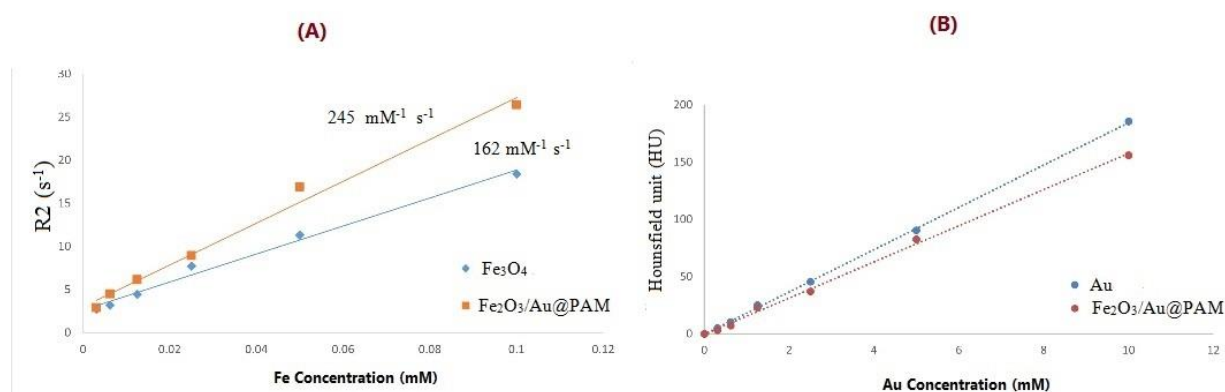 (A)
30
25
20
15
10
5
0
R2 (s⁻¹)
245 mM⁻¹ s⁻¹
162 mM⁻¹ s⁻¹
Fe₃O₄
Fe₂O₃/Au@PAM
0 0.02 0.04 0.06 0.08 0.1 0.12
Fe Concentration (mM)
(B)
200
150
100
50
0
Hounsfield unit (HU)
Au
Fe₂O₃/Au@PAM
0 2 4 6 8 10 12
Au Concentration (mM)